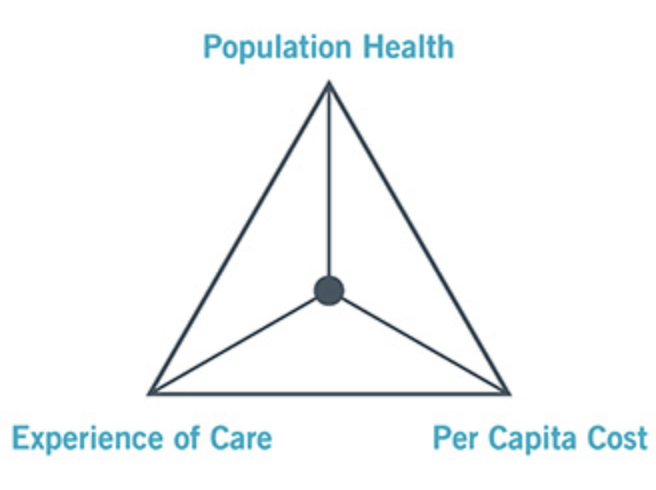 Population Health
Experience of Care
Per Capita Cost